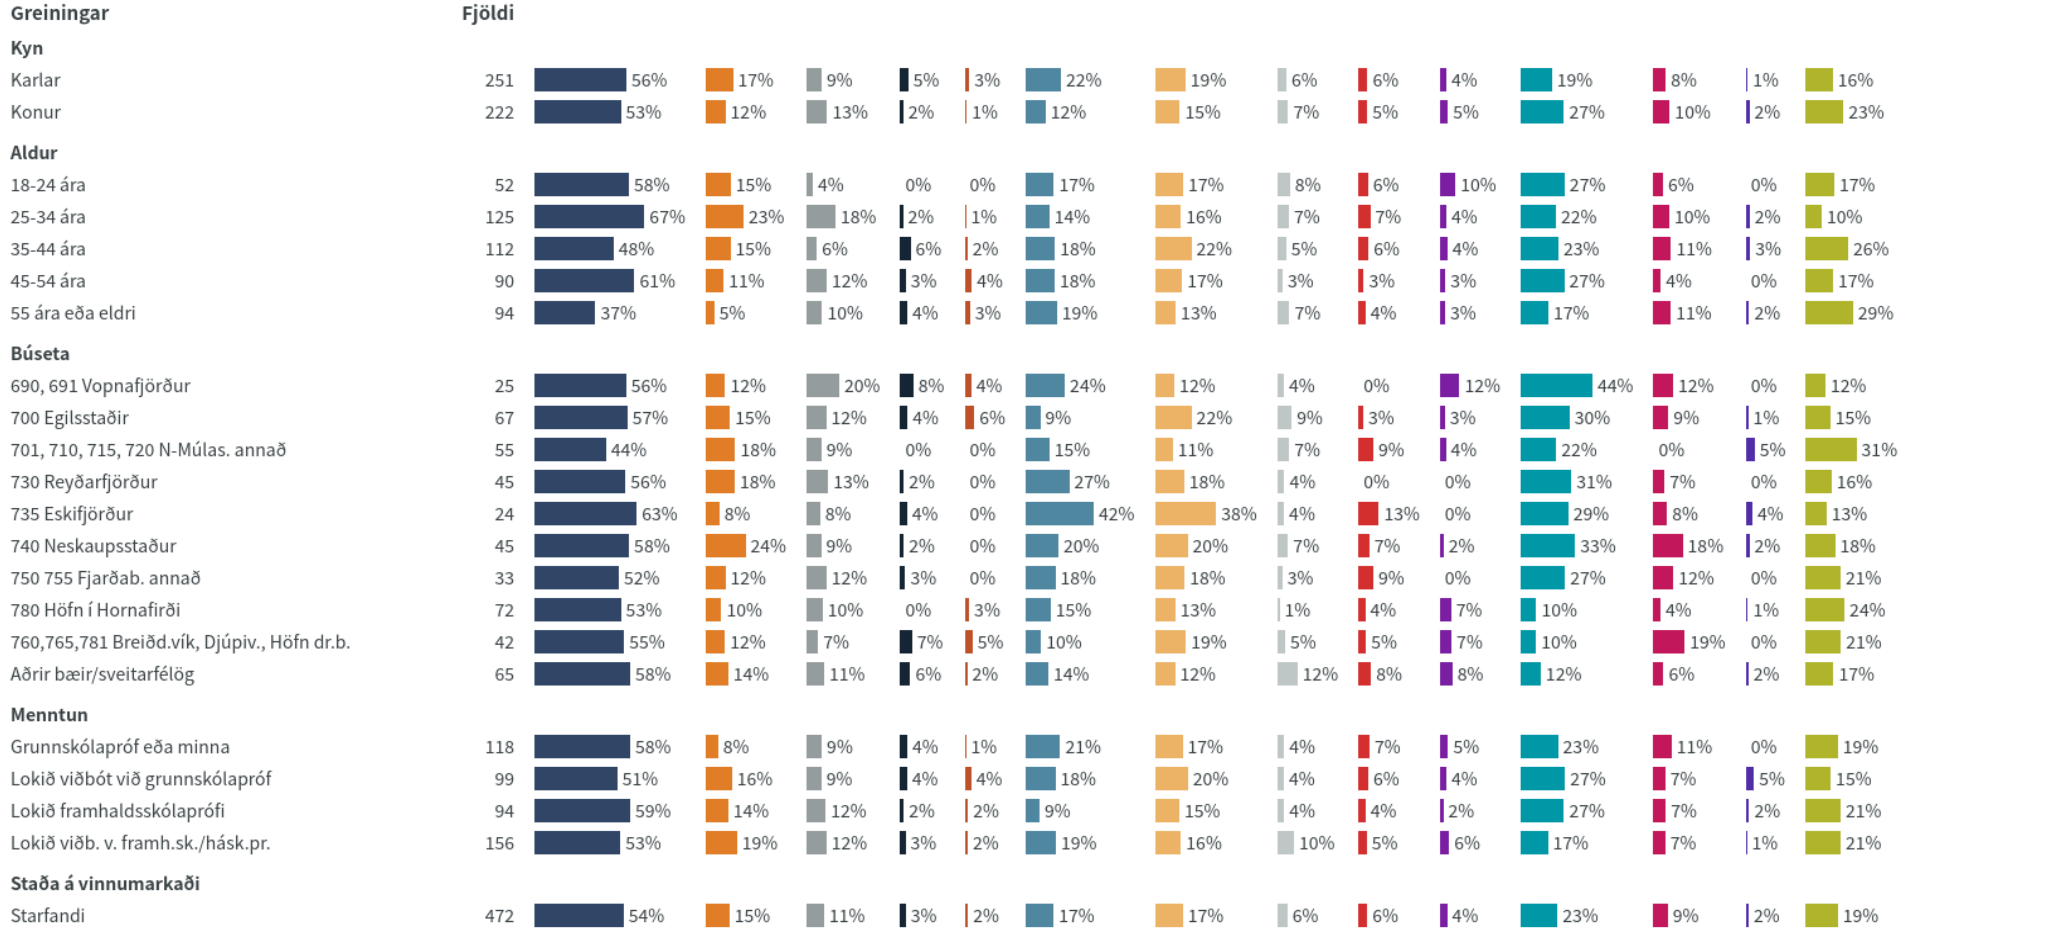 Greiningar Fjöldi
Kyn
Karlar 251 56% 17% 9% 5% 3% 22% 19% 6% 6% 4% 19% 8% 1% 16%
Konur 222 53% 12% 13% 2% 1% 12% 15% 7% 5% 5% 27% 10% 2% 23%
Aldur
18-24 ára 52 58% 15% 4% 0% 0% 17% 17% 8% 6% 10% 27% 6% 0% 17%
25-34 ára 125 67% 23% 18% 2% 1% 14% 16% 7% 7% 4% 22% 10% 2% 10%
35-44 ára 112 48% 15% 6% 6% 2% 18% 22% 5% 6% 4% 23% 11% 3% 26%
45-54 ára 90 61% 11% 12% 3% 4% 18% 17% 3% 3% 3% 27% 4% 0% 17%
55 ára eða eldri 94 37% 5% 10% 4% 3% 19% 13% 7% 4% 3% 17% 11% 2% 29%
Búseta
690, 691 Vopnafjörður 25 56% 12% 20% 8% 4% 24% 12% 4% 0% 12% 44% 12% 0% 12%
700 Egilsstaðir 67 57% 15% 12% 4% 6% 9% 22% 9% 3% 3% 30% 9% 1% 15%
701, 710, 715, 720 N-Múlas. annað 55 44% 18% 9% 0% 0% 15% 11% 7% 9% 4% 22% 0% 5% 31%
730 Reyðarfjörður 45 56% 18% 13% 2% 0% 27% 18% 4% 0% 0% 31% 7% 0% 16%
735 Eskifjörður 24 63% 8% 8% 4% 0% 42% 38% 4% 13% 0% 29% 8% 4% 13%
740 Neskaupsstaður 45 58% 24% 9% 2% 0% 20% 20% 7% 7% 2% 33% 18% 2% 18%
750 755 Fjarðab. annað 33 52% 12% 12% 3% 0% 18% 18% 3% 9% 0% 27% 12% 0% 21%
780 Höfn í Hornafirði 72 53% 10% 10% 0% 3% 15% 13% 1% 4% 7% 10% 4% 1% 24%
760,765,781 Breiðd.vík, Djúpiv., Höfn dr.b. 42 55% 12% 7% 7% 5% 10% 19% 5% 5% 7% 10% 19% 0% 21%
Aðrir bæir/sveitarfélög 65 58% 14% 11% 6% 2% 14% 12% 12% 8% 8% 12% 6% 2% 17%
Menntun
Grunnskólapróf eða minna 118 58% 8% 9% 4% 1% 21% 17% 4% 7% 5% 23% 11% 0% 19%
Lokið viðbót við grunnskólapróf 99 51% 16% 9% 4% 4% 18% 20% 4% 6% 4% 27% 7% 5% 15%
Lokið framhaldsskólaprófi 94 59% 14% 12% 2% 2% 9% 15% 4% 4% 2% 27% 7% 2% 21%
Lokið viðb. v. framh.sk./hásk.pr. 156 53% 19% 12% 3% 2% 19% 16% 10% 5% 6% 17% 7% 1% 21%
Staða á vinnumarkaði
Starfandi 472 54% 15% 11% 3% 2% 17% 17% 6% 6% 4% 23% 9% 2% 19%